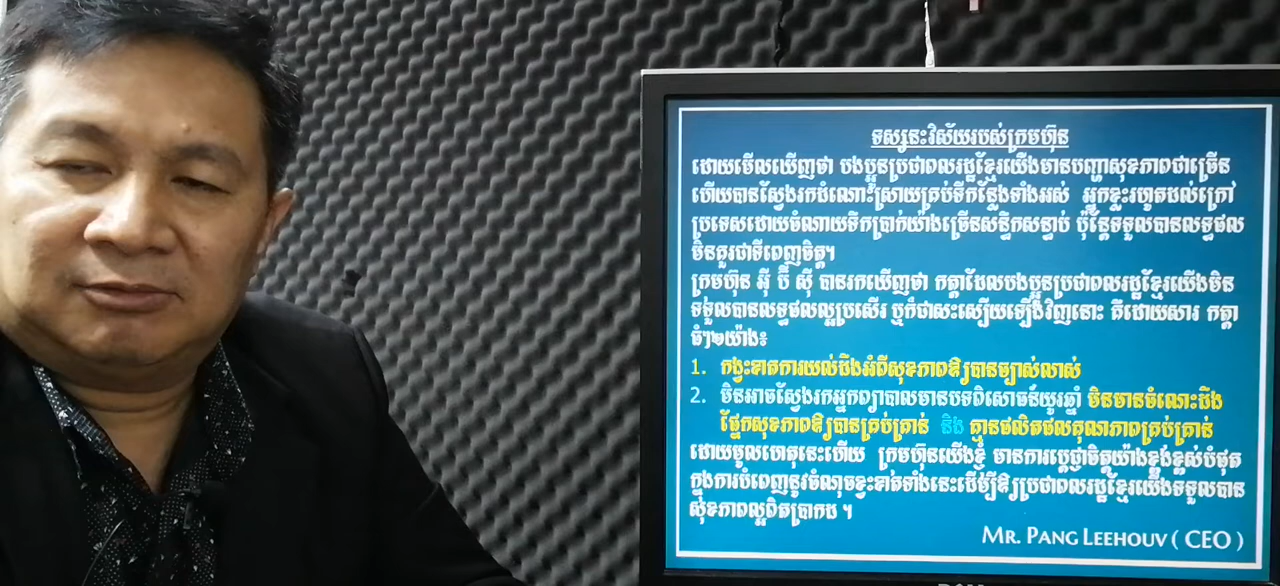 ទស្សនះវិស័យរបស់ក្រុមហ៊ុន
ដោយមើលឃើញថា បងប្អូនប្រជាពលរដ្ឋខ្មែរយើងមានបញ្ហាសុខភាពជាច្រើន
ហើយបានស្វែងរកដំណោះស្រាយគ្រប់ទីកន្លែងទាំងអស់ អ្នកខ្លះរហូតដល់ក្រៅ
ប្រទេសដោយចំណាយទឹកប្រាក់យ៉ាងច្រើនសន្ធឹកសន្ធាប់ ប៉ុន្តែទទួលបានលទ្ធផល
មិនគួរជាទីពេញចិត្ត។
ក្រុមហ៊ុន អ៊ី ប៊ី ស៊ី បានរកឃើញថា កត្តាដែលបងប្អូនប្រជាពលរដ្ឋខ្មែរយើងមិន
ទទួលបានលទ្ធផលល្អប្រសើរ ឬក៏ជាសះស្បើយឡើងវិញនោះ គឺដោយសារ កត្តា
ធំៗ២យ៉ាង៖
1. កង្វះខាតការយល់ដឹងអំពីសុខភាពឱ្យបានច្បាស់លាស់
2. មិនអាចស្វែងរកអ្នកព្យាបាលមានបទពិសោធន៍យូរឆ្នាំ មិនមានចំណេះដឹង
ផ្នែកសុខភាពឱ្យបានគ្រប់គ្រាន់ និង គ្មានផលិតផលគុណភាពគ្រប់គ្រាន់
ដោយមូលហេតុនេះហើយ ក្រុមហ៊ុនយើងខ្ញុំ មានការប្តេជ្ញាចិត្តយ៉ាងខ្ពង់ខ្ពស់បំផុត
ក្នុងការបំពេញនូវចំណុចខ្វះខាតទាំងនេះដើម្បីឱ្យប្រជាពលរដ្ឋខ្មែរយើងទទួលបាន
សុខភាពល្អពិតប្រាកដ ។
MR. PANG LEEHOUV ( CEO )